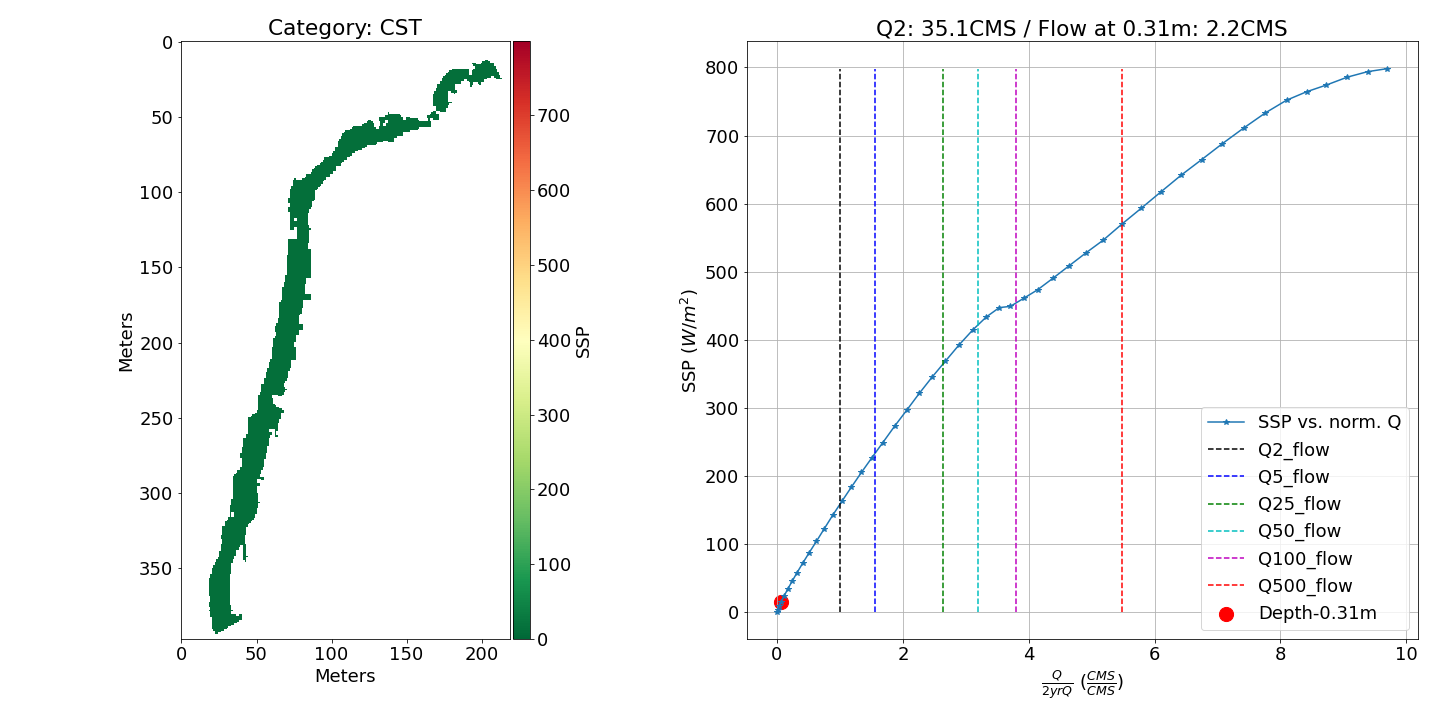 Category: CST
0
50
100
150
200
250
300
350
Meters
0 50 100 150 200
Meters
700
600
500
400
300
200
100
0
SSP
Q2: 35.1CMS / Flow at 0.31m: 2.2CMS
800
700
600
500
400
300
200
100
0
SSP (W/m²)
0 2 4 6 8 10
Q/2yrQ (CMS/CMS)
SSP vs. norm. Q
Q2_flow
Q5_flow
Q25_flow
Q50_flow
Q100_flow
Q500_flow
Depth-0.31m